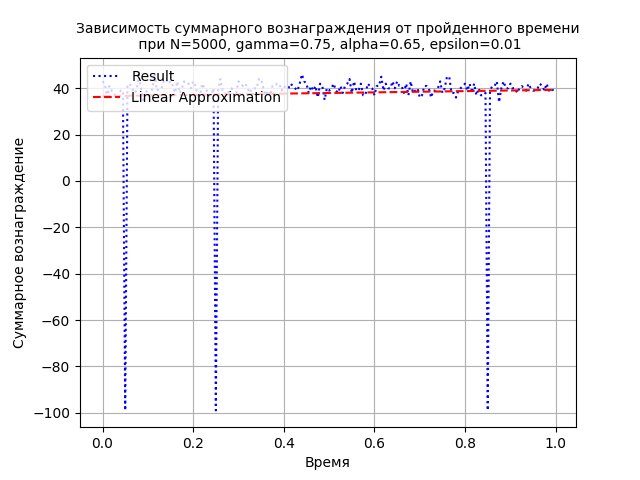 Зависимость суммарного вознаграждения от пройденного времени
при N=5000, gamma=0.75, alpha=0.65, epsilon=0.01
Result
Linear Approximation
Суммарное вознаграждение
40
20
0
−20
−40
−60
−80
−100
0.0
0.2
0.4
0.6
0.8
1.0
Время